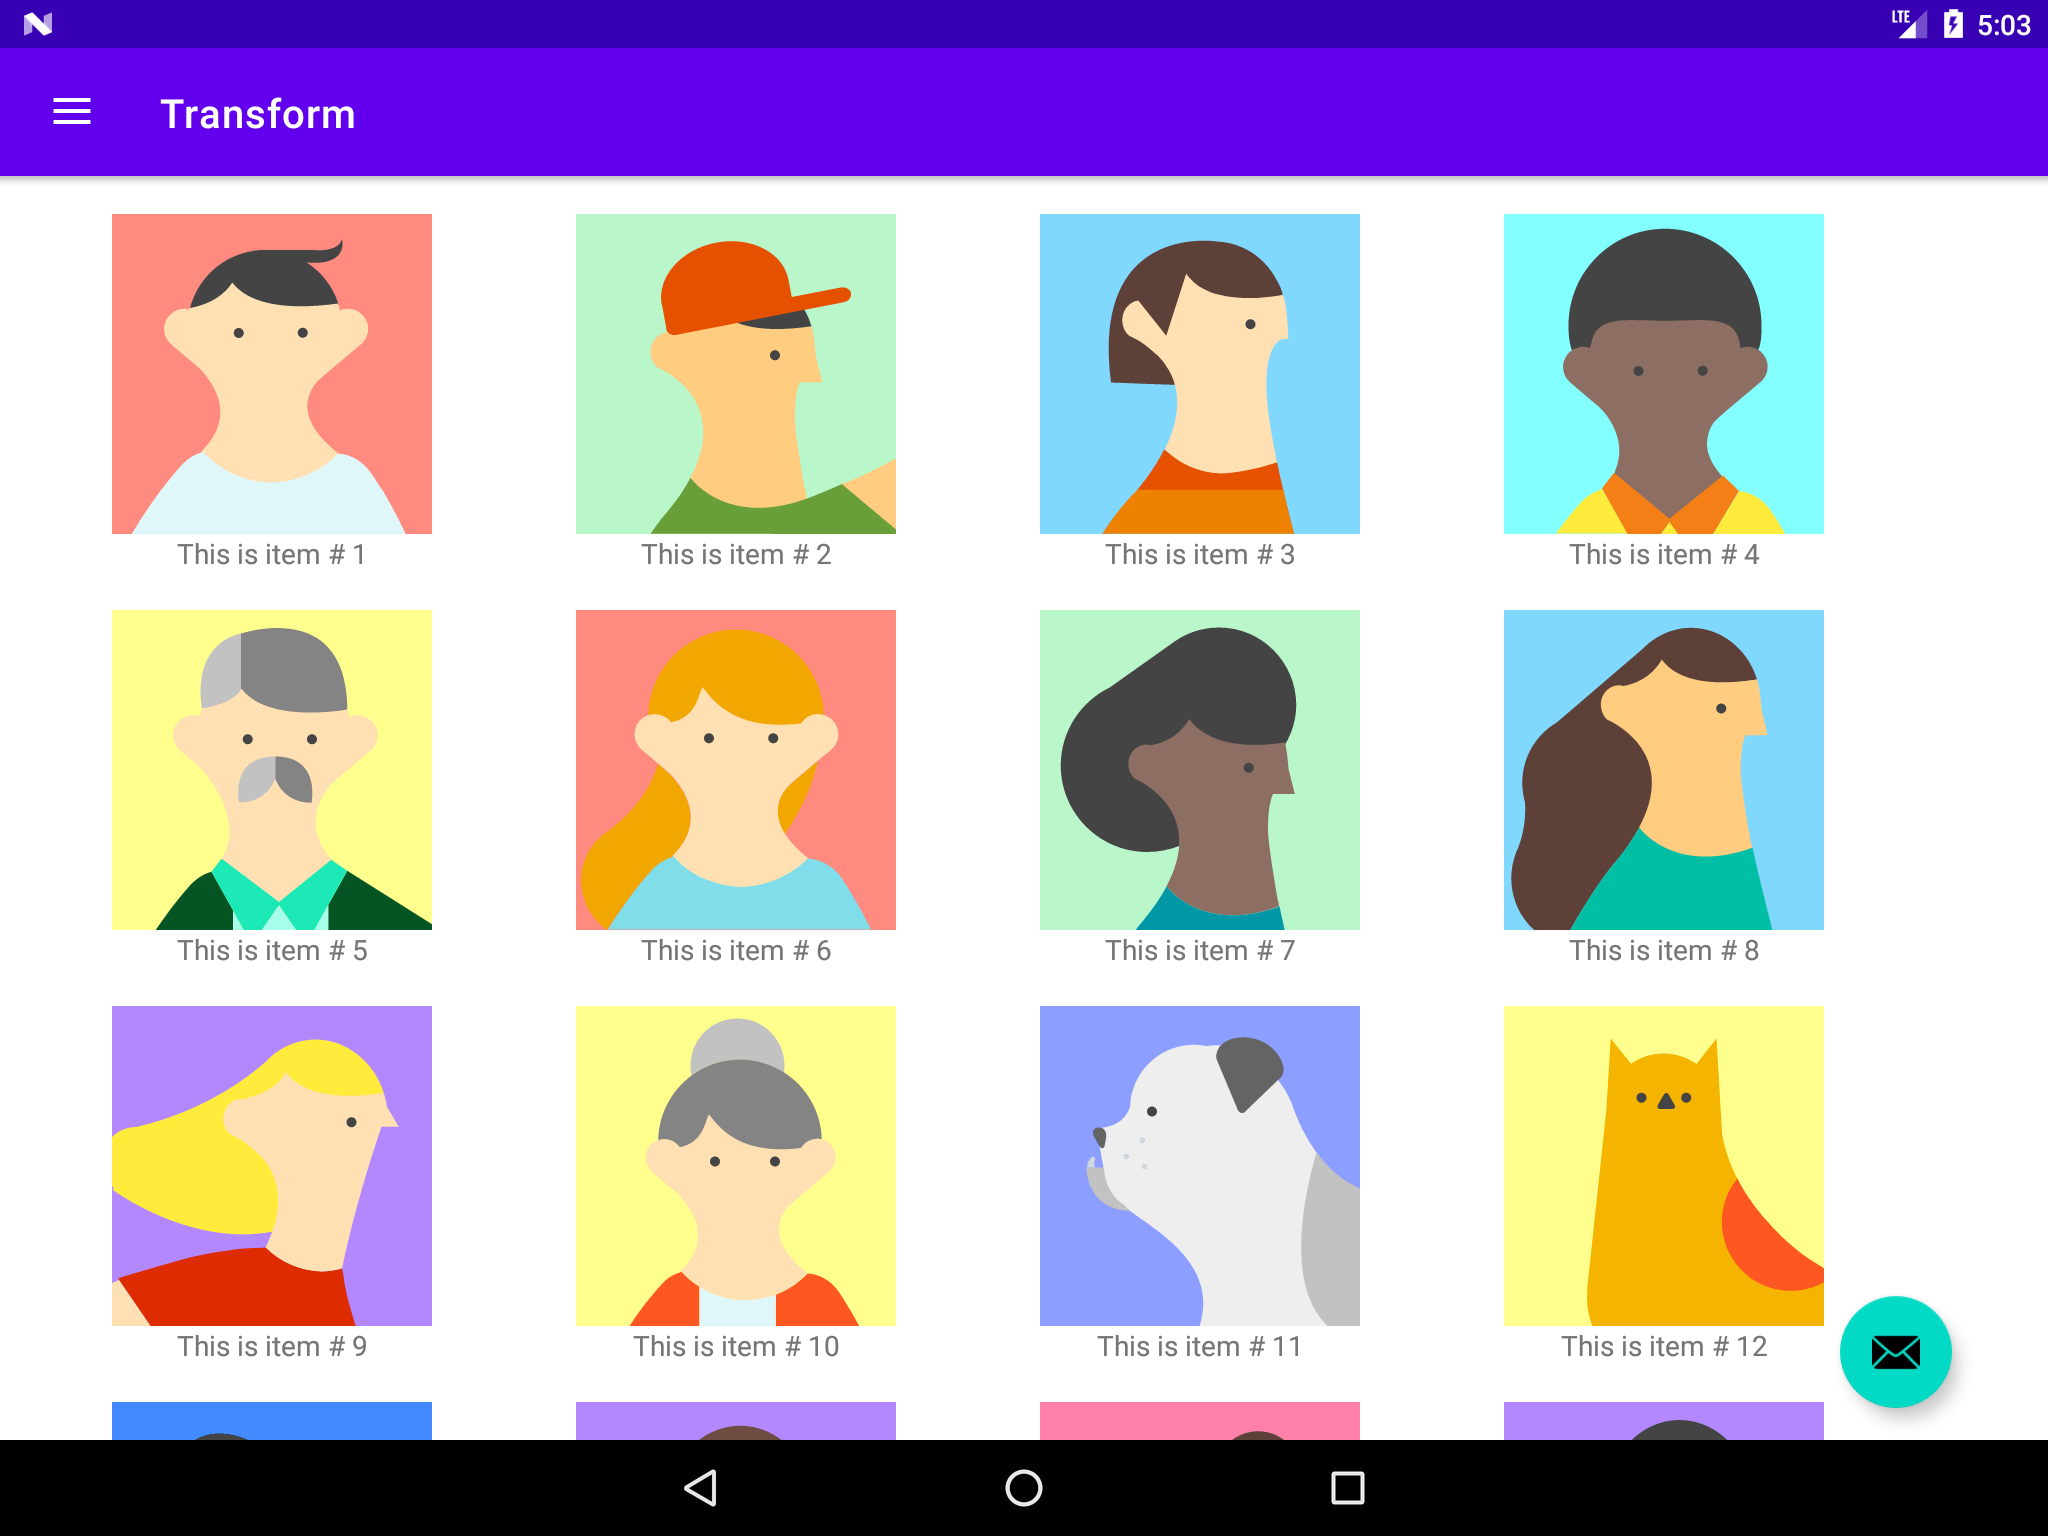 LTE 5:03
Transform
This is item # 1
This is item # 2
This is item # 3
This is item # 4
This is item # 5
This is item # 6
This is item # 7
This is item # 8
This is item # 9
This is item # 10
This is item # 11
This is item # 12